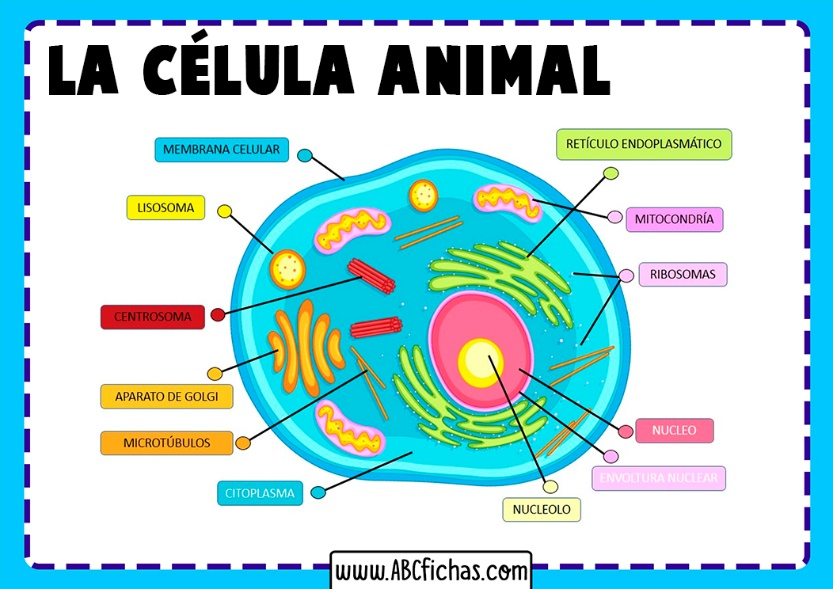 LA CÉLULA ANIMAL
MEMBRANA CELULAR
RETÍCULO ENDOPLASMÁTICO
LISOSOMA
MITOCONDRÍA
RIBOSOMAS
CENTROSOMA
APARATO DE GOLGI
MICROTÚBULOS
NUCLEO
ENVOLTURA NUCLEAR
CITOPLASMA
NUCLEOLO
www.ABCfichas.com